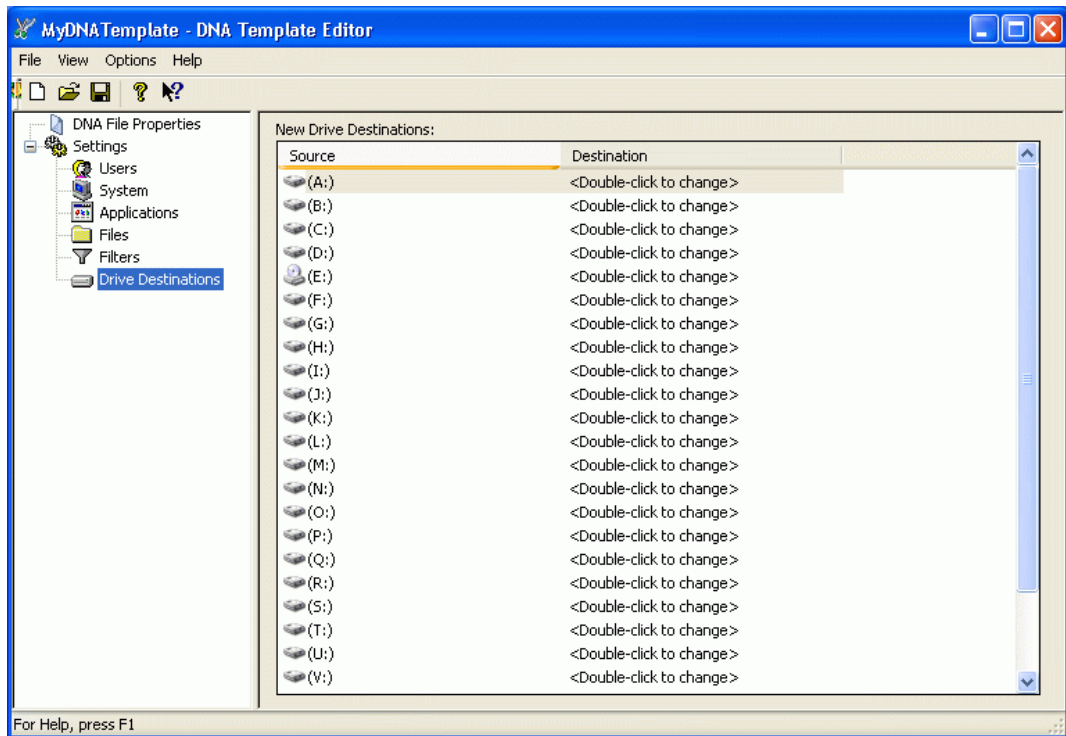 MyDNATemplate - DNA Template Editor
File View Options Help
DNA File Properties
Settings
Users
System
Applications
Files
Filters
Drive Destinations
New Drive Destinations:
Source Destination
(A:) <Double-click to change>
(B:) <Double-click to change>
(C:) <Double-click to change>
(D:) <Double-click to change>
(E:) <Double-click to change>
(F:) <Double-click to change>
(G:) <Double-click to change>
(H:) <Double-click to change>
(I:) <Double-click to change>
(J:) <Double-click to change>
(K:) <Double-click to change>
(L:) <Double-click to change>
(M:) <Double-click to change>
(N:) <Double-click to change>
(O:) <Double-click to change>
(P:) <Double-click to change>
(Q:) <Double-click to change>
(R:) <Double-click to change>
(S:) <Double-click to change>
(T:) <Double-click to change>
(U:) <Double-click to change>
(V:) <Double-click to change>
For Help, press F1